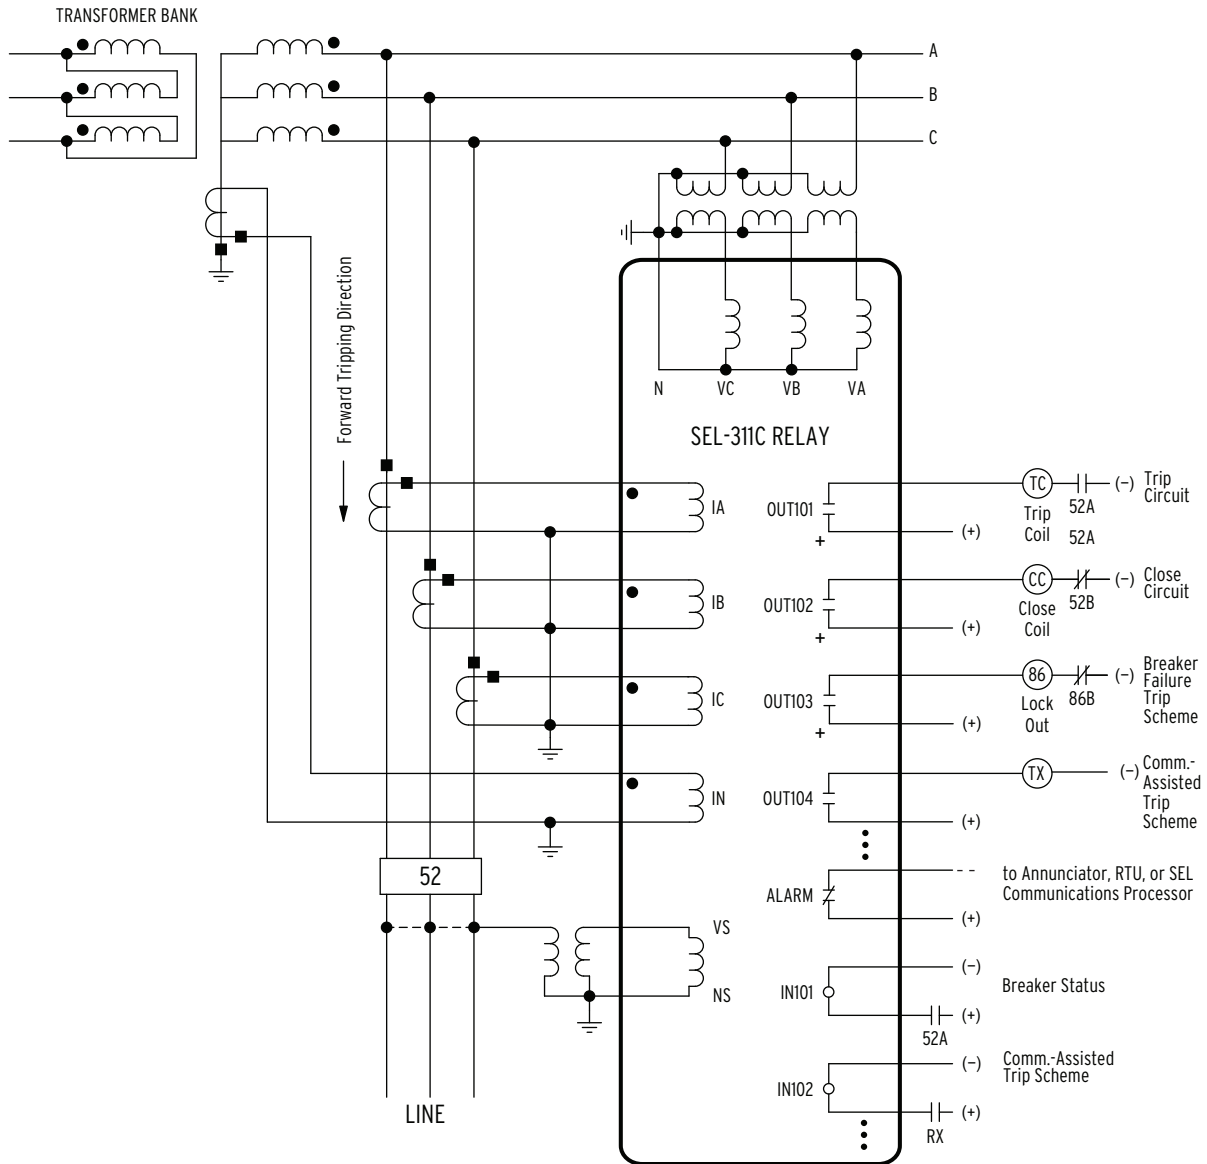 TRANSFORMER BANK
A
B
C
Forward Tripping Direction
N
VC
VB
VA
SEL-311C RELAY
IA
OUT101
+
TC
Trip
Coil
52A
52A
(–)
Trip
Circuit
(+)
IB
OUT102
+
CC
Close
Coil
52B
(–)
Close
Circuit
(+)
IC
OUT103
+
86
Lock
Out
86B
(–)
Breaker
Failure
Trip
Scheme
(+)
IN
OUT104
TX
(–)
Comm.-
Assisted
Trip
Scheme
(+)
52
ALARM
to Annunciator, RTU, or SEL
Communications Processor
(+)
VS
NS
IN101
(–)
Breaker Status
(+)
52A
IN102
(–)
Comm.-Assisted
Trip Scheme
(+)
RX
LINE